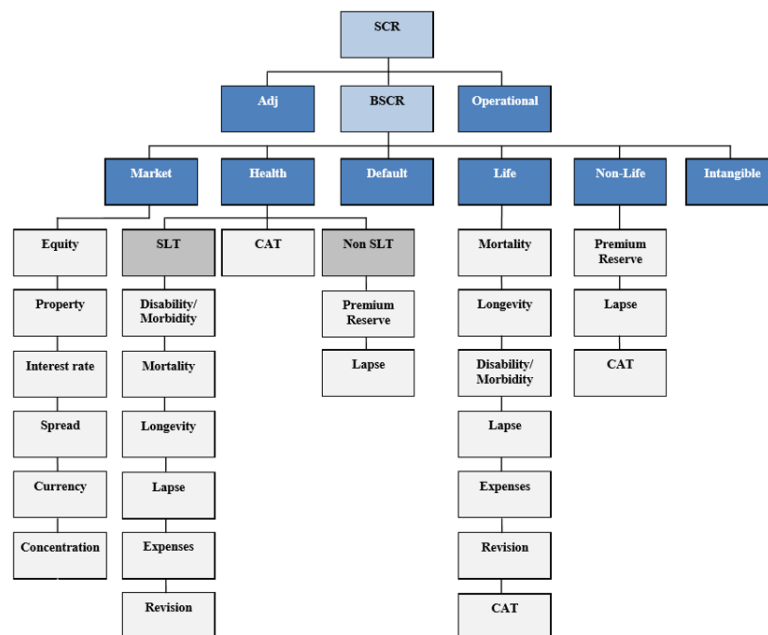 SCR
Adj
BSCR
Operational
Market
Health
Default
Life
Non-Life
Intangible
Equity
SLT
CAT
Non SLT
Mortality
Premium
Reserve
Property
Disability/
Morbidity
Premium
Reserve
Longevity
Lapse
Interest rate
Mortality
Lapse
Disability/
Morbidity
CAT
Spread
Longevity
Lapse
Currency
Lapse
Expenses
Concentration
Expenses
Revision
Revision
CAT